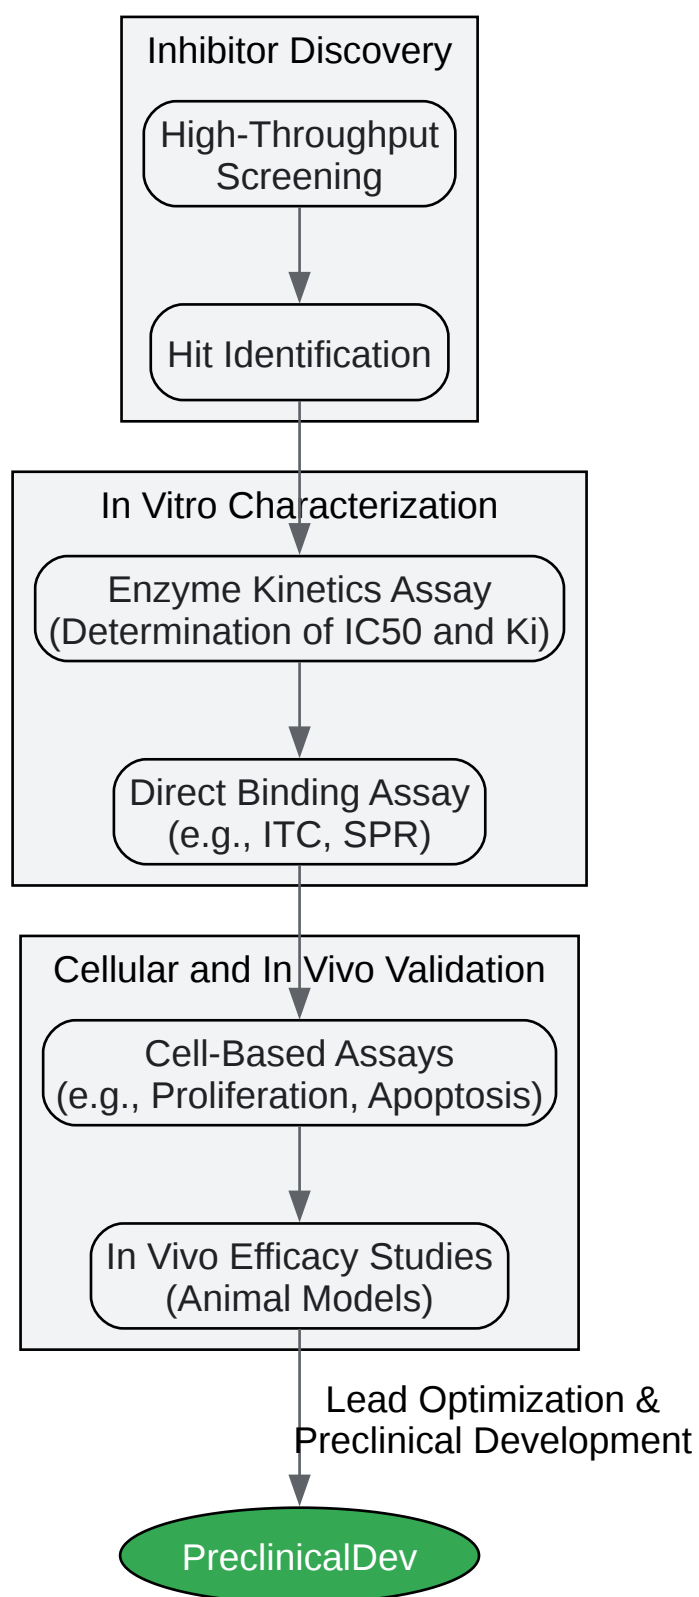 Inhibitor Discovery
High-Throughput
Screening
Hit Identification
In Vitro Characterization
Enzyme Kinetics Assay
(Determination of IC50 and Ki)
Direct Binding Assay
(e.g., ITC, SPR)
Cellular and In Vivo Validation
Cell-Based Assays
(e.g., Proliferation, Apoptosis)
In Vivo Efficacy Studies
(Animal Models)
Lead Optimization &
Preclinical Development
PreclinicalDev